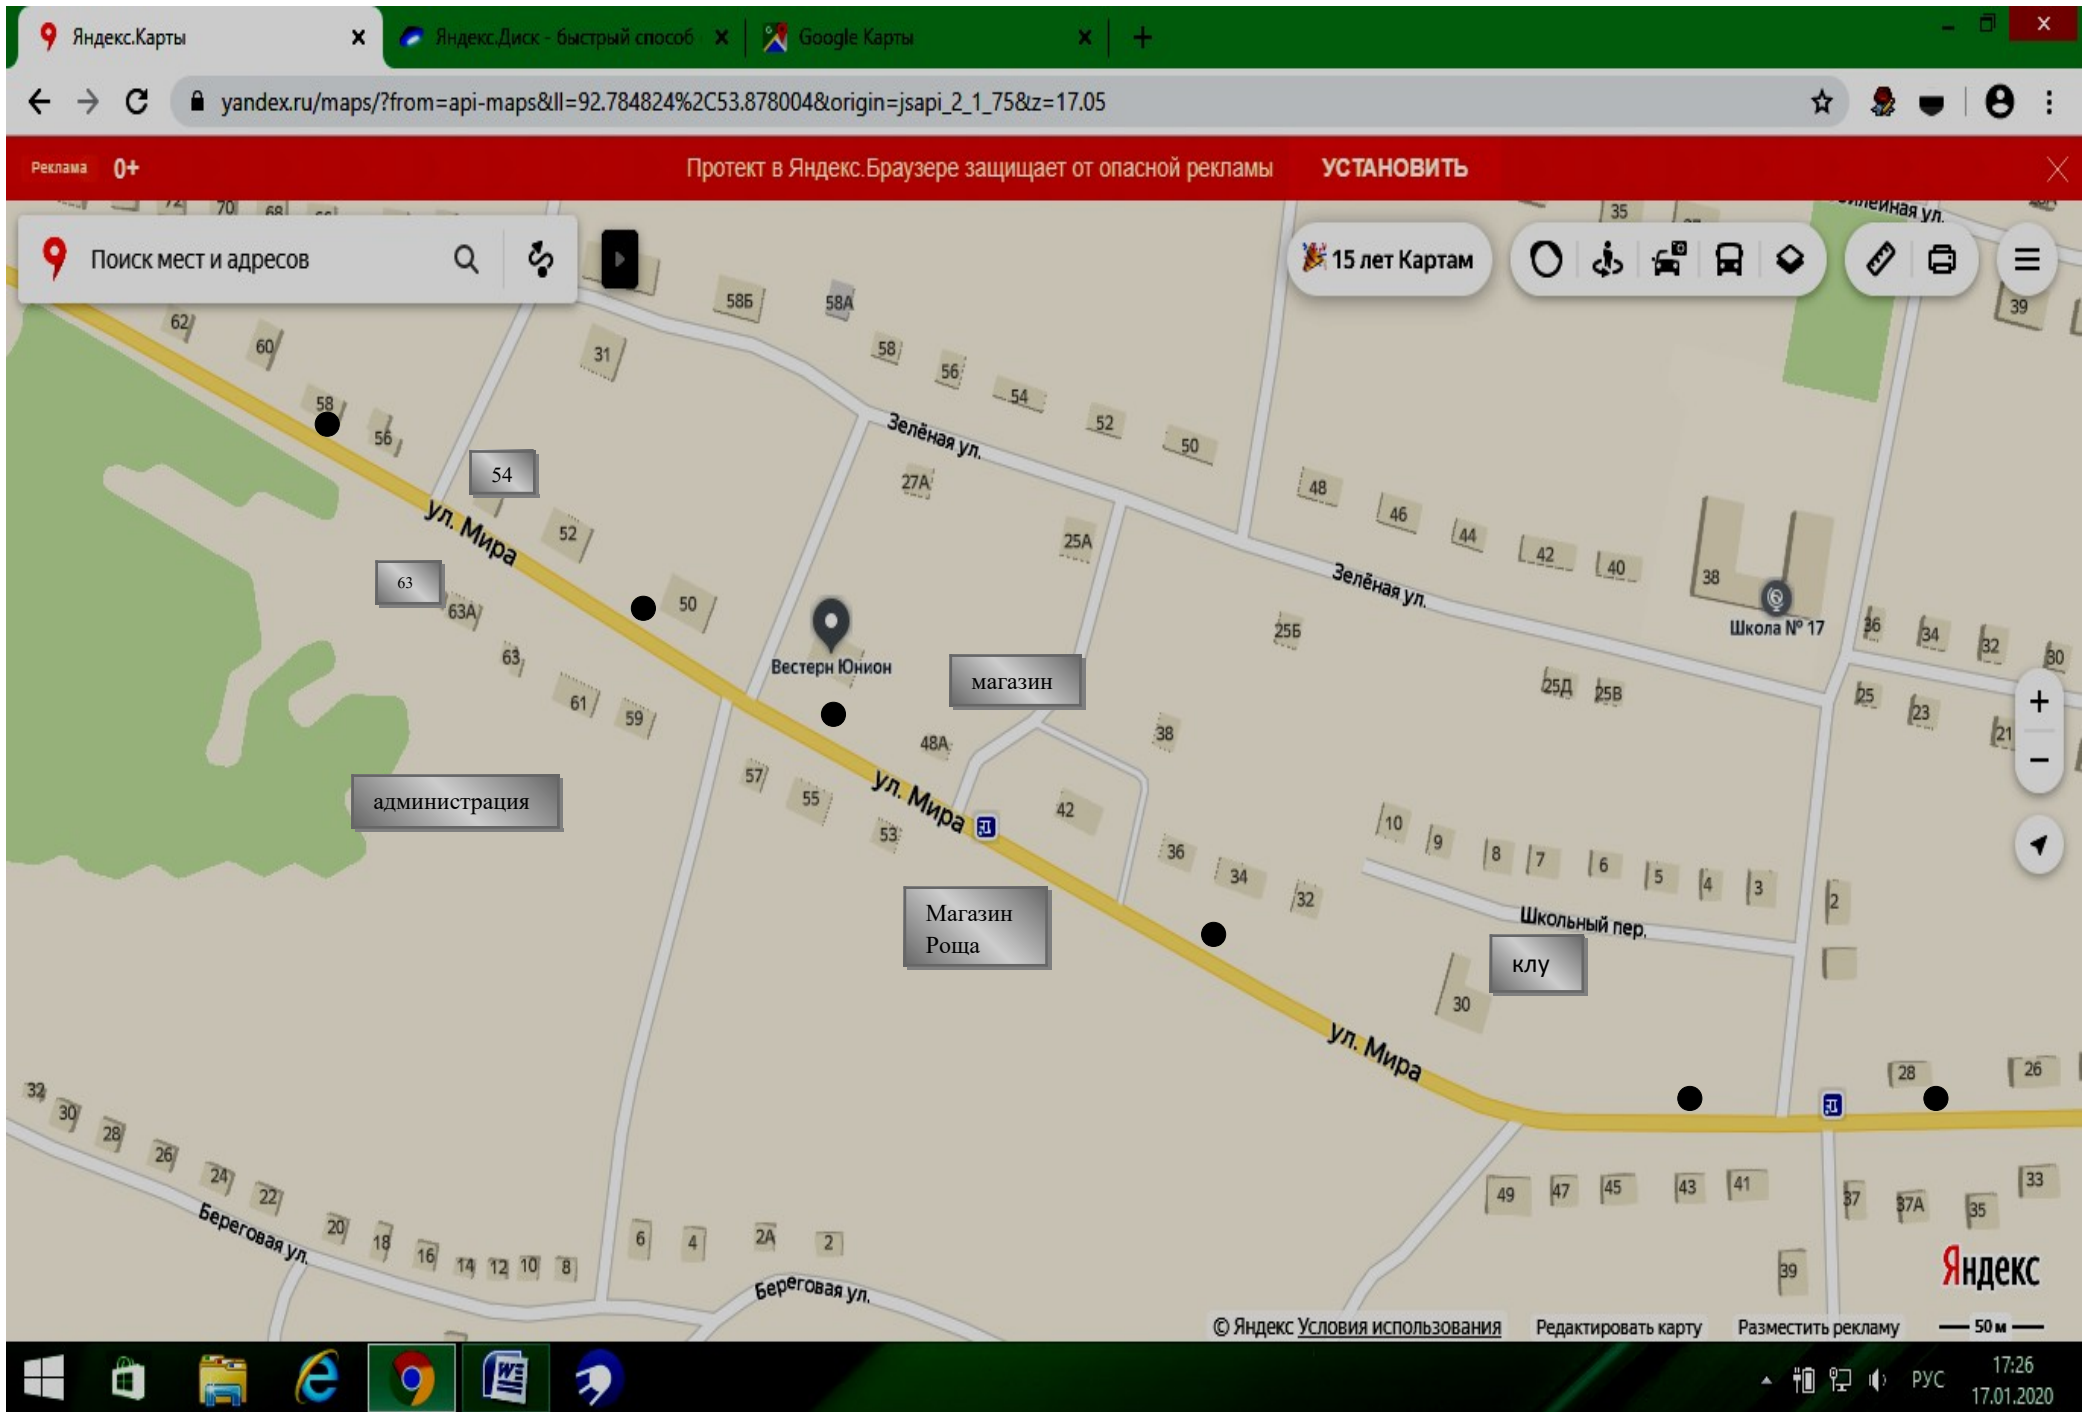 Яндекс.Карты
Яндекс.Диск - быстрый способ
Google Карты
yandex.ru/maps/?from=api-maps&ll=92.784824%2C53.878004&origin=jsapi_2_1_75&z=17.05
Реклама 0+ Протект в Яндекс.Браузере защищает от опасной рекламы УСТАНОВИТЬ
72 70 68 35
Поиск мест и адресов
15 лет Картам
62 60 58 56
31 58Б 58А 58 56 54 52 50
39
Зелёная ул.
27А 25А
48 46 44 42 40 38
54
ул. Мира
52 50
63
63А 63 61 59
Зелёная ул.
25Б 25Д 25В
Школа № 17
36 34 32 30
25 23 21
Вестерн Юнион
магазин
48А 38
57 55 53
ул. Мира
42
администрация
36 34 32
10 9 8 7 6 5 4 3 2
Школьный пер.
Магазин
Роща
клу
30
ул. Мира
28 26
32 30 28 26 24 22 20 18 16 14 12 10 8
Береговая ул.
6 4 2А 2
Береговая ул.
49 47 45 43 41 37 37А 35 33
39
Яндекс
© Яндекс Условия использования Редактировать карту Разместить рекламу 50 м
РУС
17:26
17.01.2020